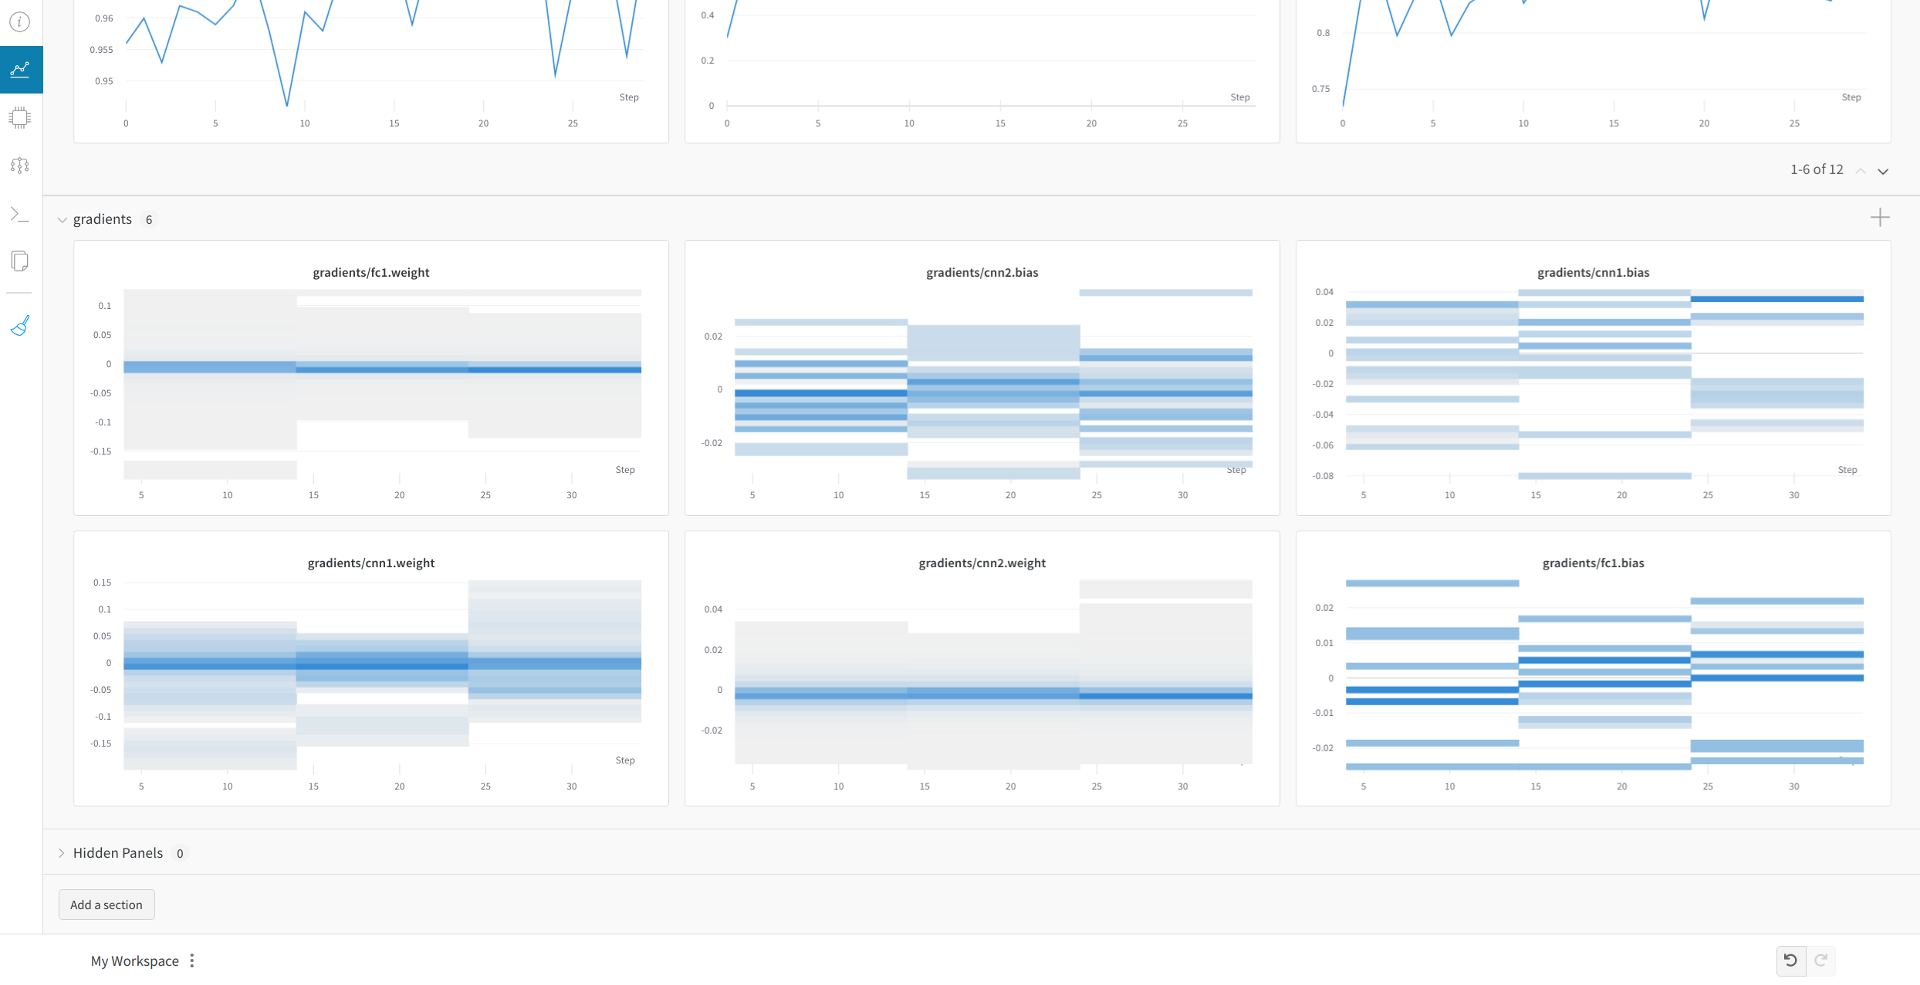 0.96
0.955
0.95
Step
0 5 10 15 20 25
0.4
0.2
0
Step
0 5 10 15 20 25
0.8
0.75
Step
0 5 10 15 20 25
1-6 of 12
gradients 6
gradients/fc1.weight
0.1
0.05
0
-0.05
-0.1
-0.15
Step
5 10 15 20 25 30
gradients/cnn2.bias
0.02
0
-0.02
Step
5 10 15 20 25 30
gradients/cnn1.bias
0.04
0.02
0
-0.02
-0.04
-0.06
-0.08
Step
5 10 15 20 25 30
gradients/cnn1.weight
0.15
0.1
0.05
0
-0.05
-0.1
-0.15
Step
5 10 15 20 25 30
gradients/cnn2.weight
0.04
0.02
0
-0.02
5 10 15 20 25 30
gradients/fc1.bias
0.02
0.01
0
-0.01
-0.02
5 10 15 20 25 30
Hidden Panels 0
Add a section
My Workspace